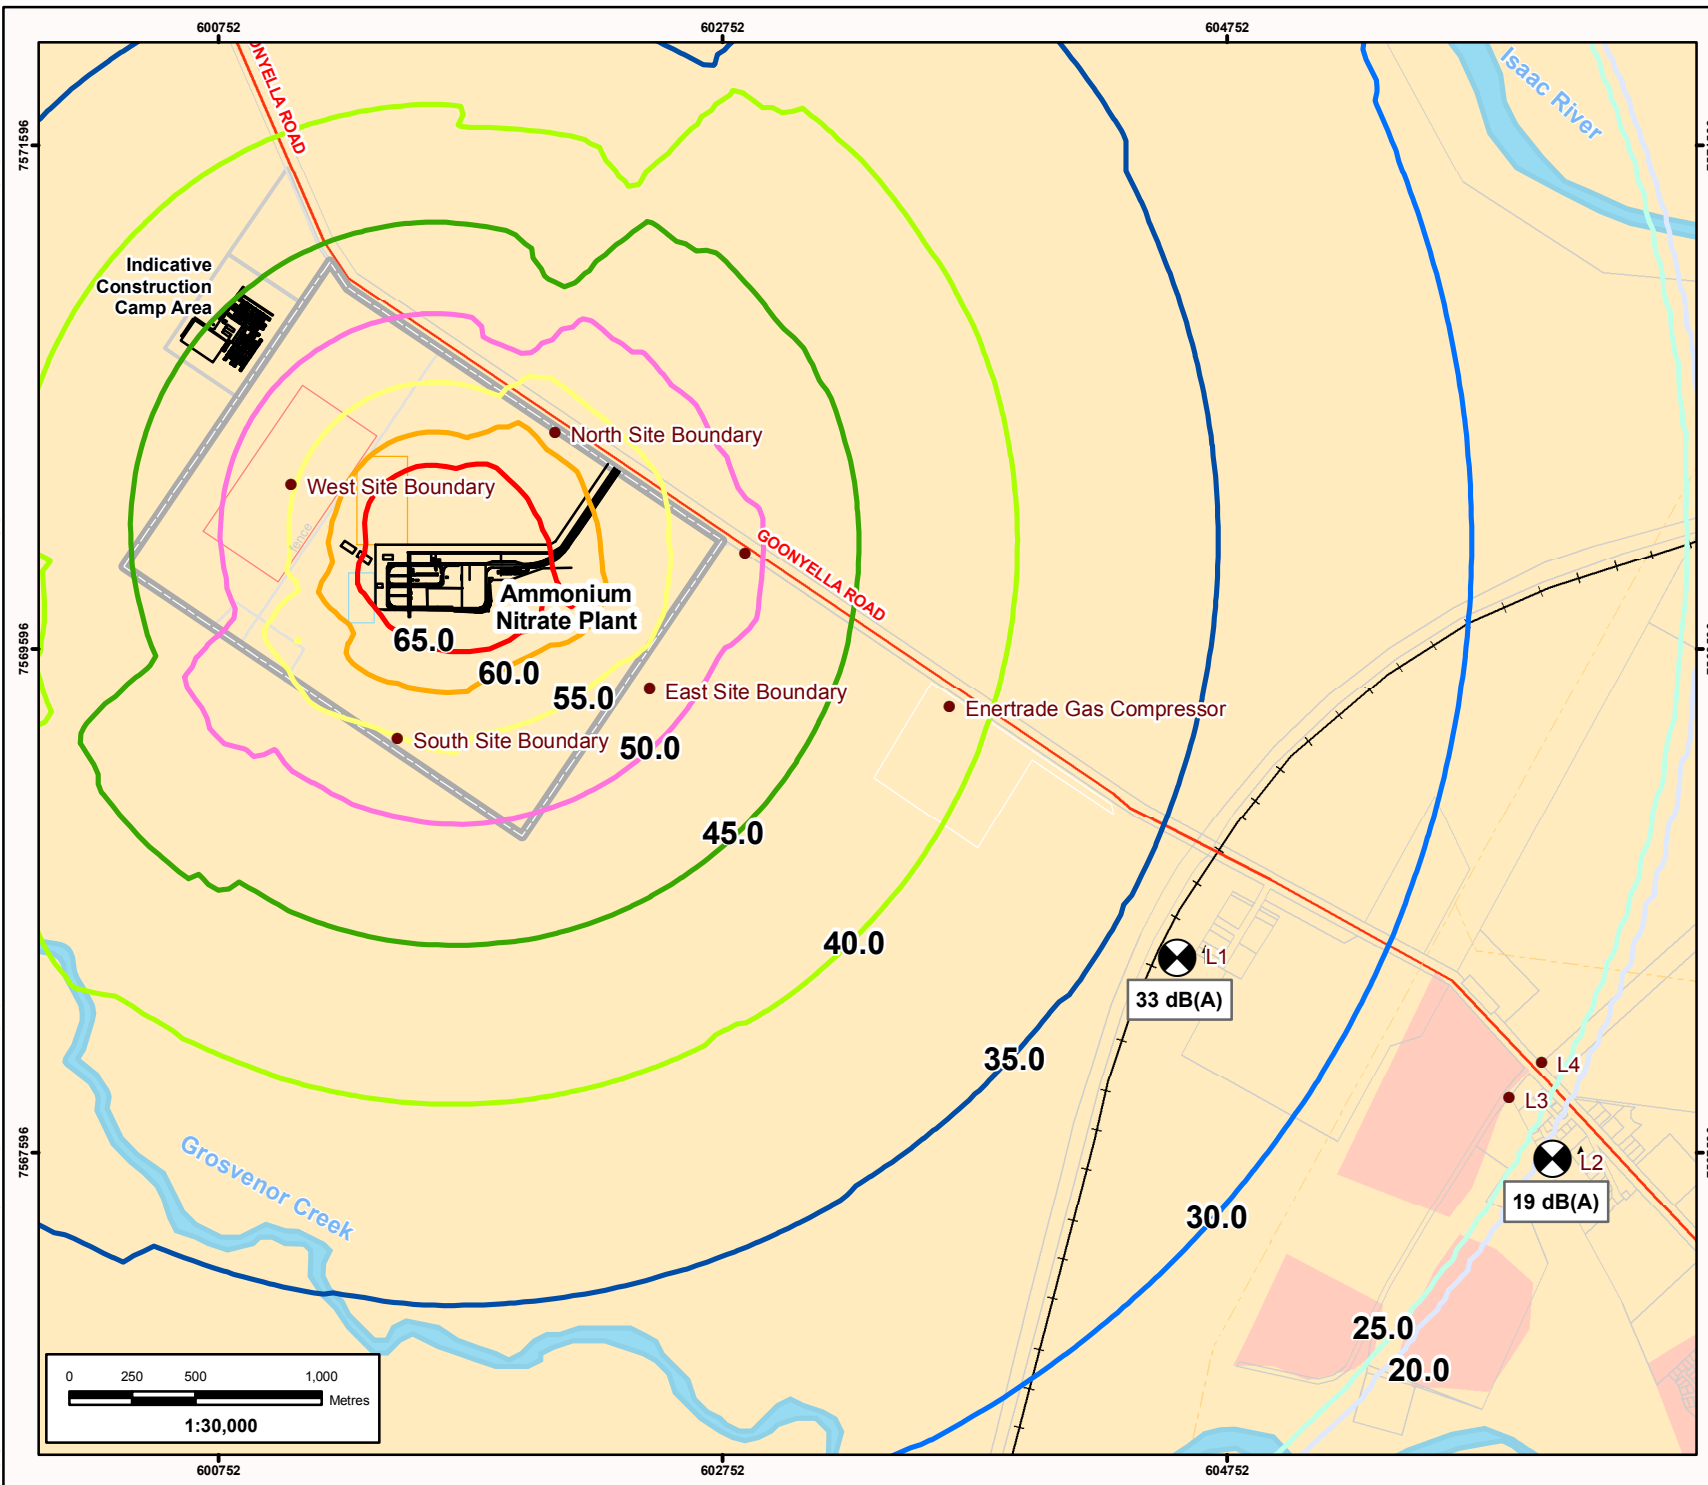 600752
602752
604752
GOONYELLA ROAD
Isaac River
7571596
Indicative
Construction
Camp Area
North Site Boundary
West Site Boundary
fence
GOONYELLA ROAD
Ammonium
Nitrate Plant
65.0
60.0
55.0
50.0
45.0
40.0
35.0
30.0
25.0
20.0
7569596
East Site Boundary
South Site Boundary
Enertrade Gas Compressor
L1
33 dB(A)
L4
L3
L2
19 dB(A)
7567596
Grosvenor Creek
0 250 500 1,000
Metres
1:30,000
600752
602752
604752